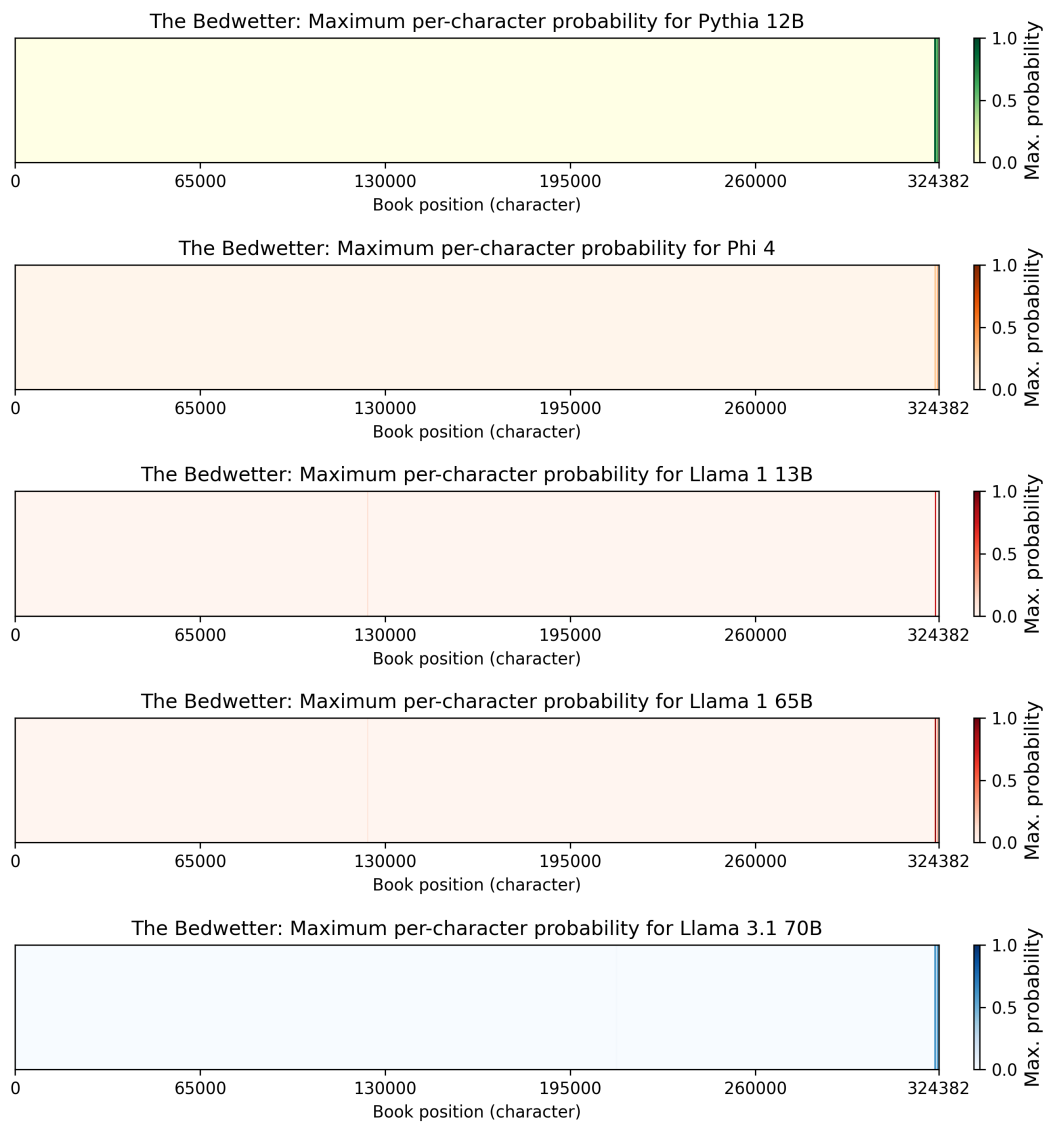 The Bedwetter: Maximum per-character probability for Pythia 12B
1.0
0.5
0.0
Max. probability
0 65000 130000 195000 260000 324382
Book position (character)
The Bedwetter: Maximum per-character probability for Phi 4
1.0
0.5
0.0
Max. probability
0 65000 130000 195000 260000 324382
Book position (character)
The Bedwetter: Maximum per-character probability for Llama 1 13B
1.0
0.5
0.0
Max. probability
0 65000 130000 195000 260000 324382
Book position (character)
The Bedwetter: Maximum per-character probability for Llama 1 65B
1.0
0.5
0.0
Max. probability
0 65000 130000 195000 260000 324382
Book position (character)
The Bedwetter: Maximum per-character probability for Llama 3.1 70B
1.0
0.5
0.0
Max. probability
0 65000 130000 195000 260000 324382
Book position (character)